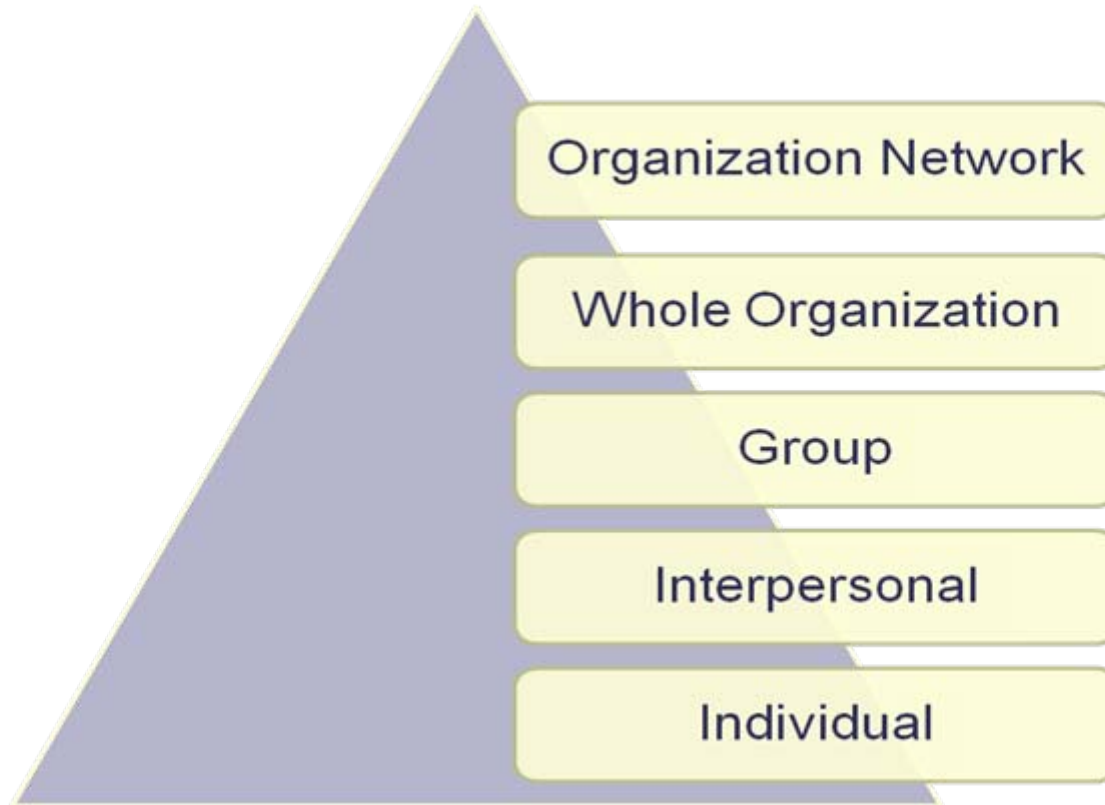 Organization Network
Whole Organization
Group
Interpersonal
Individual